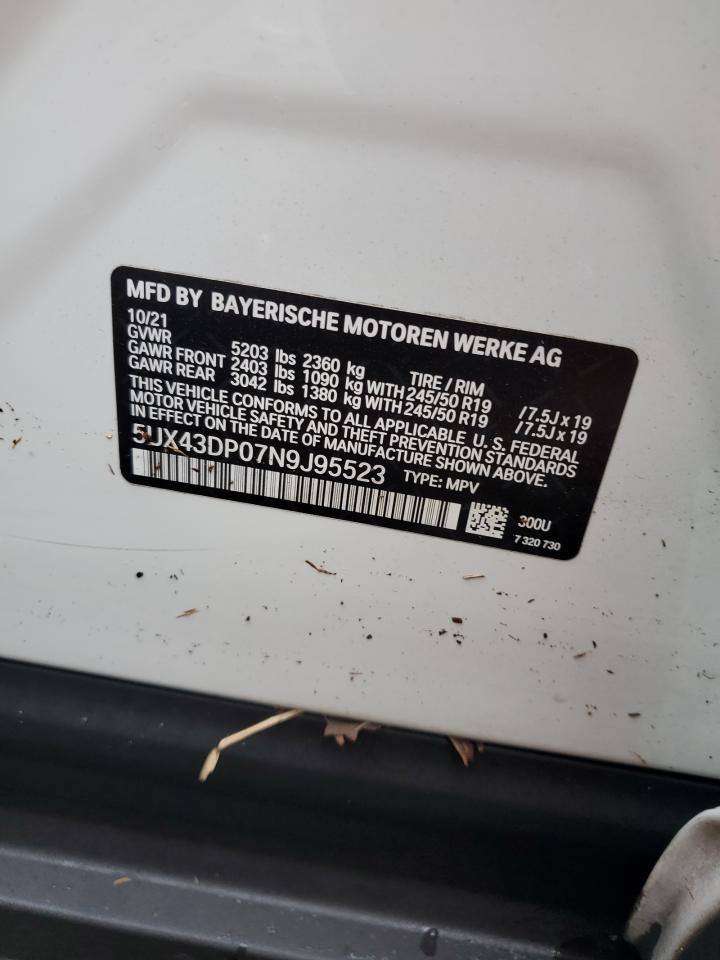 MFD BY BAYERISCHE MOTOREN WERKE AG
10/21
GVWR 5203 lbs 2360 kg TIRE / RIM
GAWR FRONT 2403 lbs 1090 kg WITH 245/50 R19 /7.5J x 19
GAWR REAR 3042 lbs 1380 kg WITH 245/50 R19 /7.5J x 19
THIS VEHICLE CONFORMS TO ALL APPLICABLE U. S. FEDERAL
MOTOR VEHICLE SAFETY AND THEFT PREVENTION STANDARDS
IN EFFECT ON THE DATE OF MANUFACTURE SHOWN ABOVE.
5UX43DP07N9J95523 TYPE: MPV
300U
7 320 730